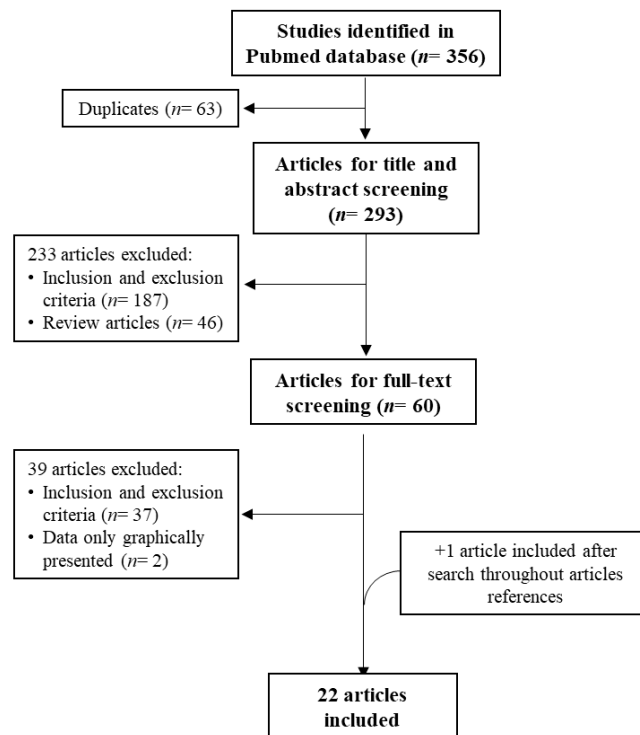 Studies identified in
Pubmed database (n= 356)
Duplicates (n= 63)
Articles for title and
abstract screening
(n= 293)
233 articles excluded:
• Inclusion and exclusion
criteria (n= 187)
• Review articles (n= 46)
Articles for full-text
screening (n= 60)
39 articles excluded:
• Inclusion and exclusion
criteria (n= 37)
• Data only graphically
presented (n= 2)
+1 article included after
search throughout articles
references
22 articles
included